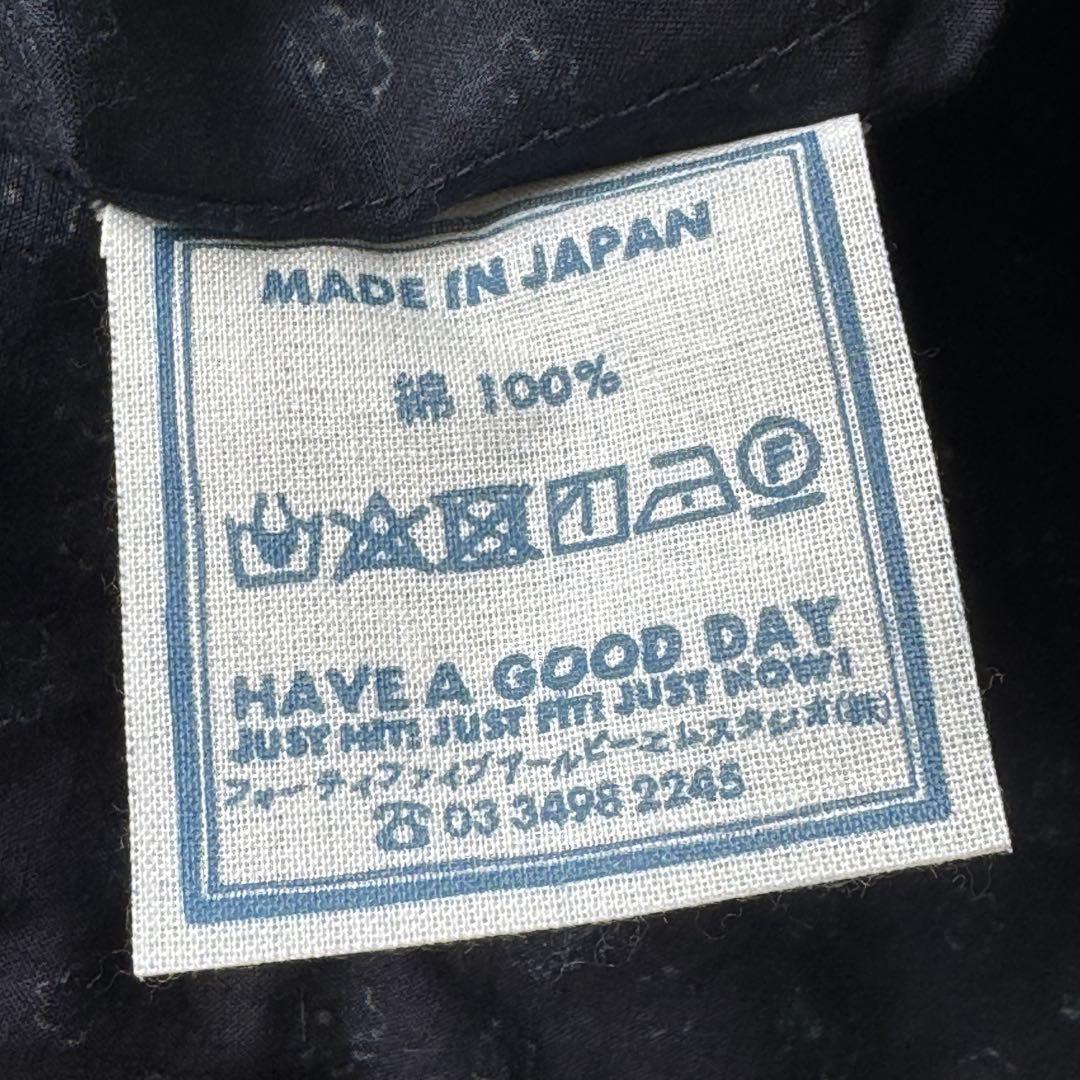 MADE IN JAPAN
綿 100%
F
HAVE A GOOD DAY
JUST HIT! JUST FIT! JUST NOW!
フォーティファイブアールピーエムスタジオ(株)
☎03 3498 2245